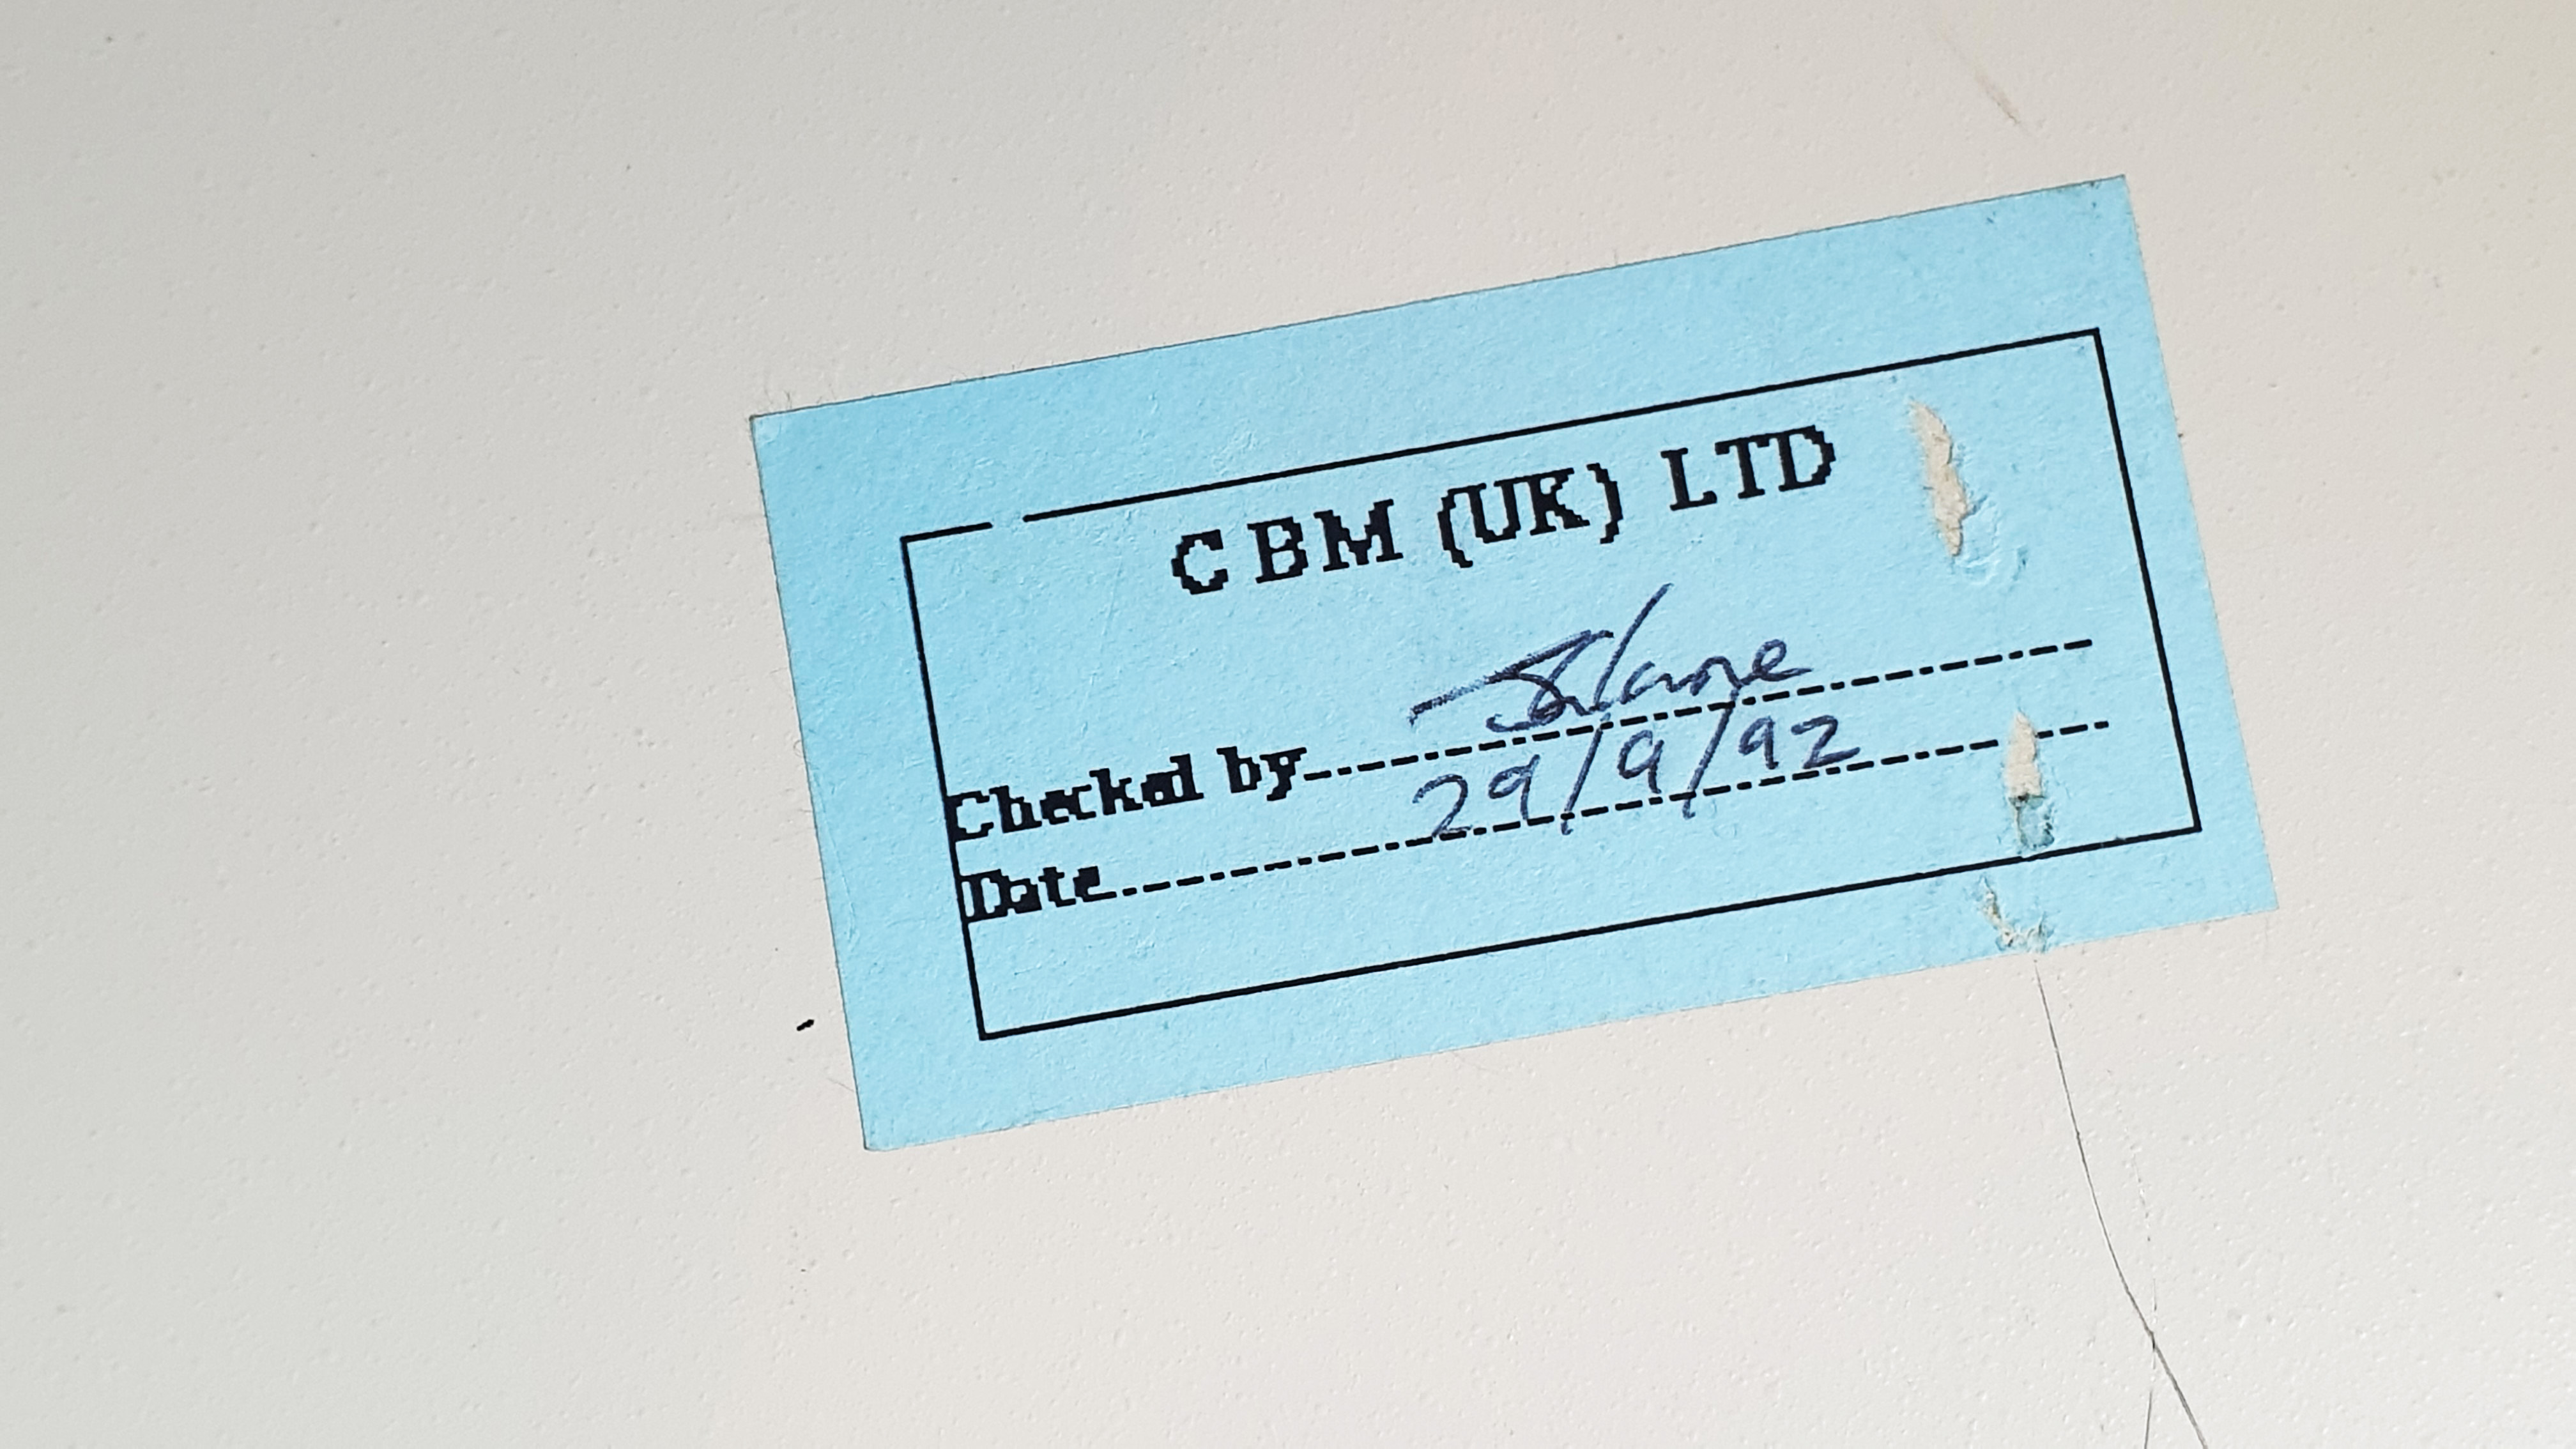 CBM (UK) LTD
Checked by
Date 29/9/92